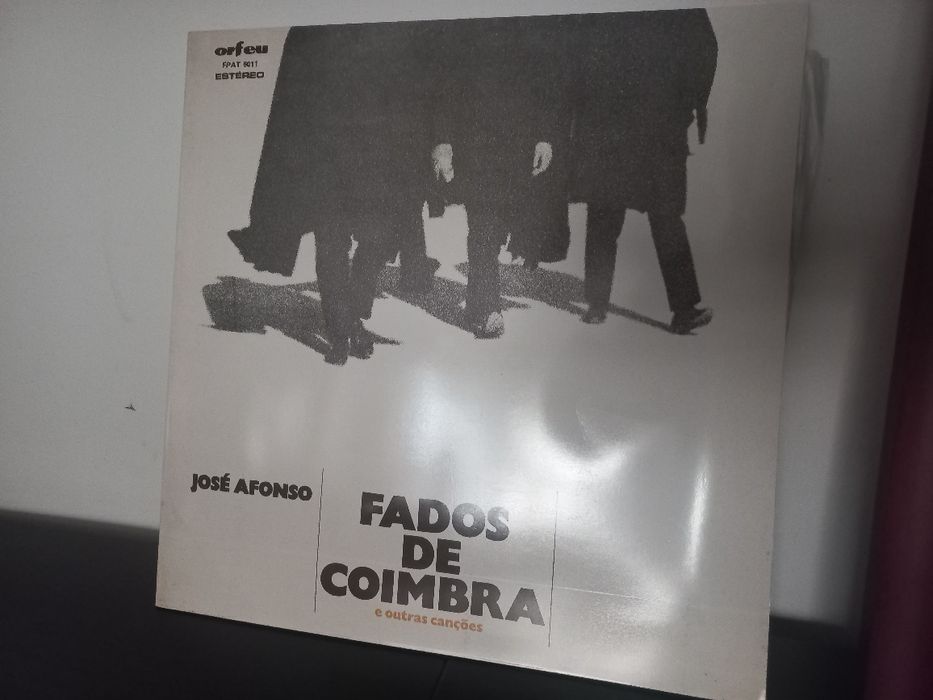 orfeu
FPAT 6011
ESTÉREO
JOSÉ AFONSO
FADOS
DE
COIMBRA
e outras canções